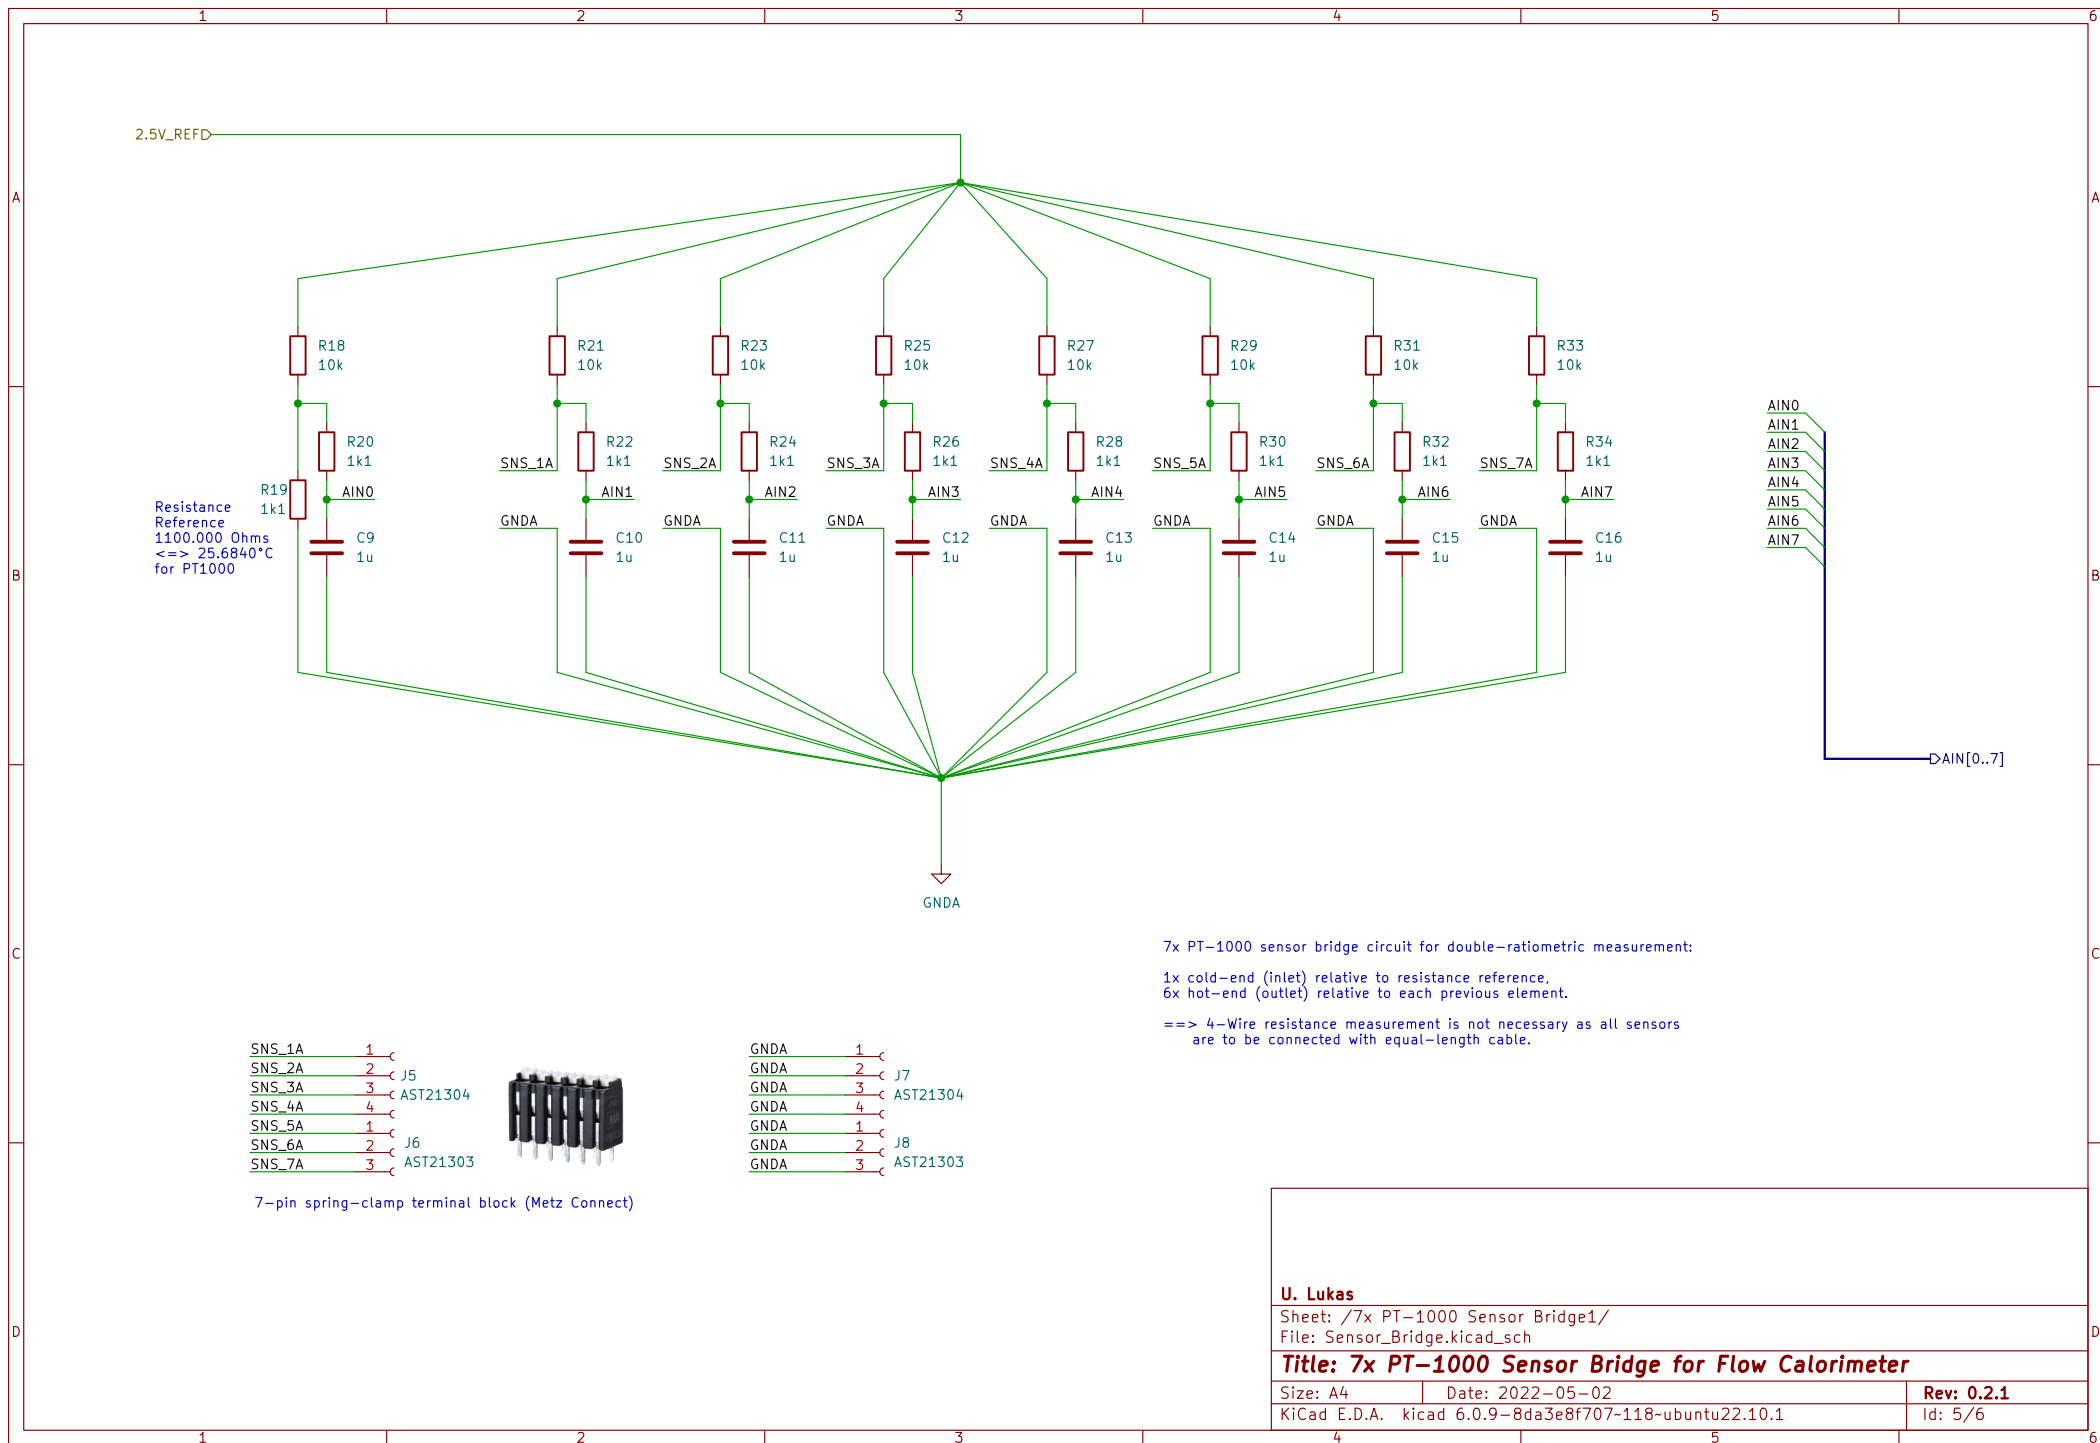 1 2 3 4 5 6
2.5V_REF
A A
R18 R21 R23 R25 R27 R29 R31 R33
10k 10k 10k 10k 10k 10k 10k 10k
AIN0
AIN1
AIN2
AIN3
AIN4
AIN5
AIN6
AIN7
R20 R22 R24 R26 R28 R30 R32 R34
1k1 1k1 1k1 1k1 1k1 1k1 1k1 1k1
SNS_1A SNS_2A SNS_3A SNS_4A SNS_5A SNS_6A SNS_7A
R19 AIN0 AIN1 AIN2 AIN3 AIN4 AIN5 AIN6 AIN7
1k1
Resistance
Reference
1100.000 Ohms
<=> 25.6840°C
for PT1000
GNDA GNDA GNDA GNDA GNDA GNDA GNDA
C9 C10 C11 C12 C13 C14 C15 C16
1u 1u 1u 1u 1u 1u 1u 1u
B B
AIN[0..7]
GNDA
C C
7x PT-1000 sensor bridge circuit for double-ratiometric measurement:
1x cold-end (inlet) relative to resistance reference,
6x hot-end (outlet) relative to each previous element.
==> 4-Wire resistance measurement is not necessary as all sensors
are to be connected with equal-length cable.
SNS_1A 1
SNS_2A 2 J5
SNS_3A 3 AST21304
SNS_4A 4
SNS_5A 1
SNS_6A 2 J6
SNS_7A 3 AST21303
GNDA 1
GNDA 2 J7
GNDA 3 AST21304
GNDA 4
GNDA 1
GNDA 2 J8
GNDA 3 AST21303
7-pin spring-clamp terminal block (Metz Connect)
D D
U. Lukas
Sheet: /7x PT-1000 Sensor Bridge1/
File: Sensor_Bridge.kicad_sch
Title: 7x PT-1000 Sensor Bridge for Flow Calorimeter
Size: A4 Date: 2022-05-02 Rev: 0.2.1
KiCad E.D.A. kicad 6.0.9-8da3e8f707~118~ubuntu22.10.1 Id: 5/6
1 2 3 4 5 6